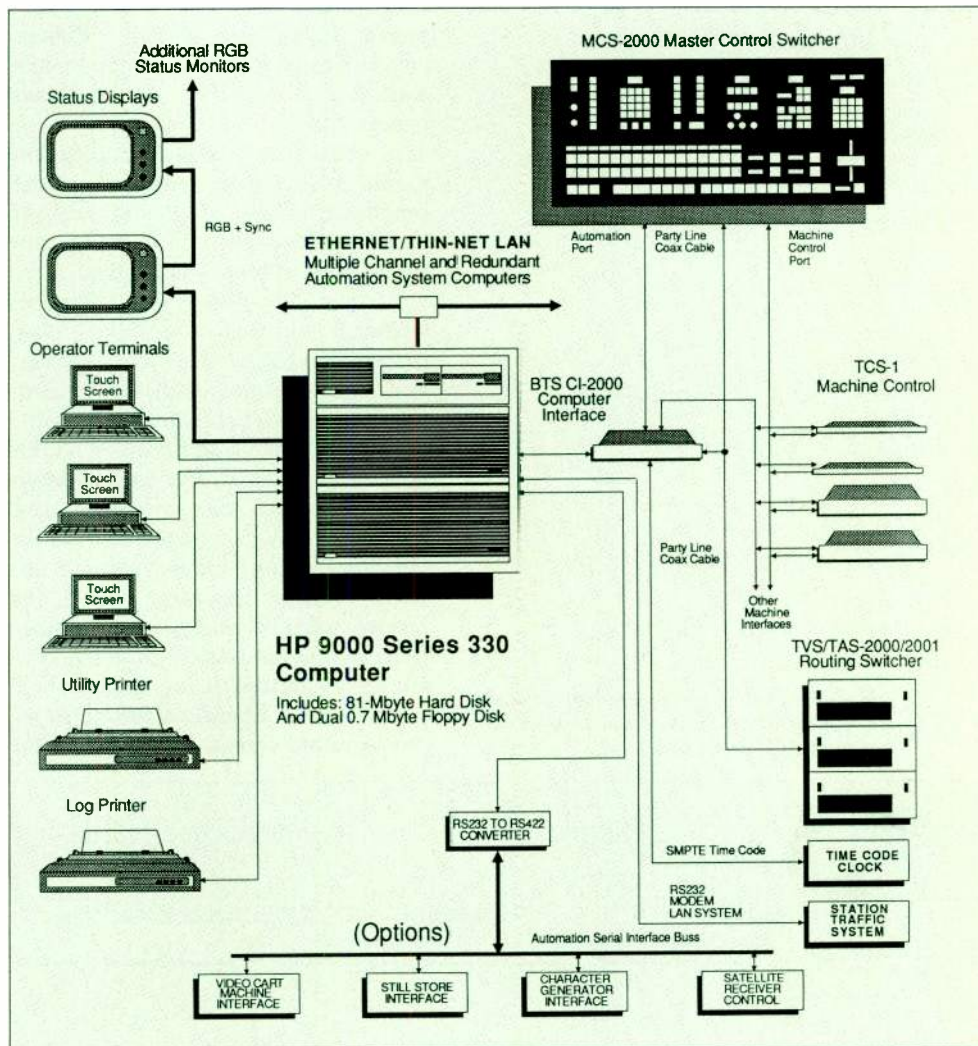 Additional RGB
Status Monitors
Status Displays
RGB + Sync
MCS-2000 Master Control Switcher
Automation
Port
Party Line
Coax Cable
Machine
Control
Port
ETHERNET/THIN-NET LAN
Multiple Channel and Redundant
Automation System Computers
Operator Terminals
Touch
Screen
Touch
Screen
Touch
Screen
BTS CI-2000
Computer
Interface
TCS-1
Machine Control
Party Line
Coax Cable
Other
Machine
Interfaces
HP 9000 Series 330
Computer
Includes: 81-Mbyte Hard Disk
And Dual 0.7 Mbyte Floppy Disk
TVS/TAS-2000/2001
Routing Switcher
Utility Printer
Log Printer
RS232 TO RS422
CONVERTER
SMPTE Time Code
TIME CODE
CLOCK
RS232
MODEM
LAN SYSTEM
STATION
TRAFFIC
SYSTEM
(Options)
Automation Serial Interface Buss
VIDEO CART
MACHINE
INTERFACE
STILL STORE
INTERFACE
CHARACTER
GENERATOR
INTERFACE
SATELLITE
RECEIVER
CONTROL